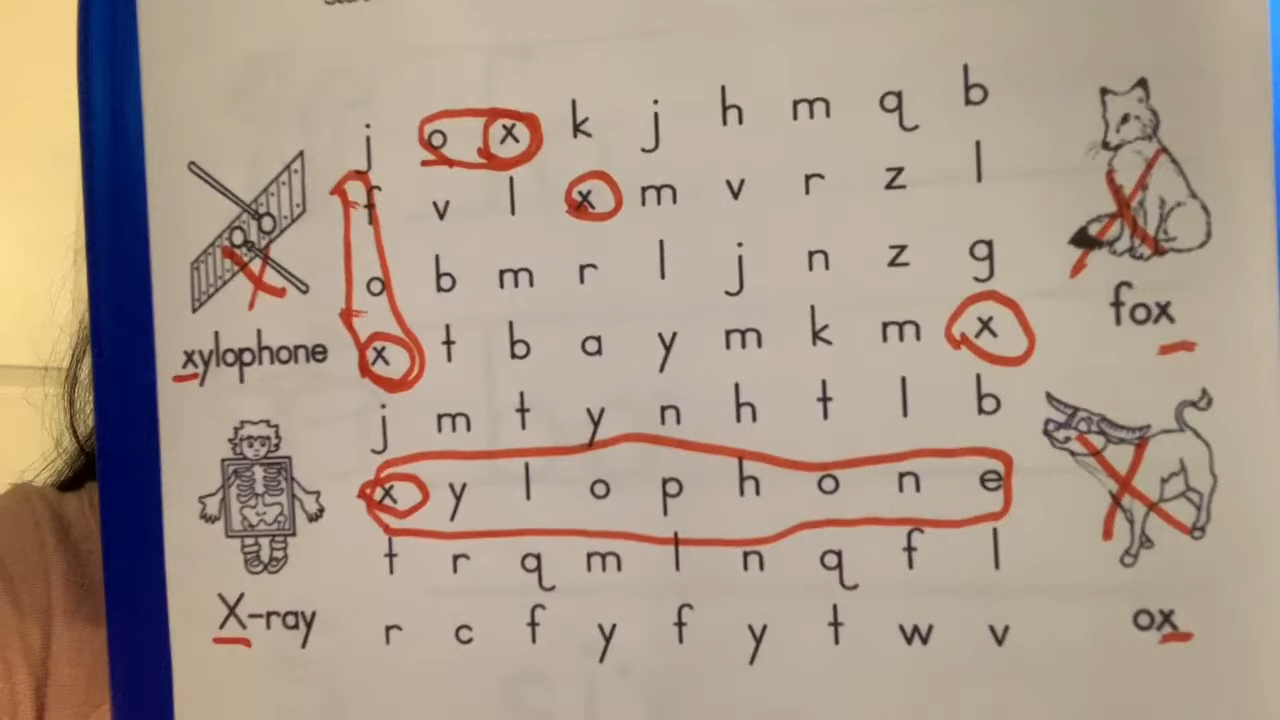 j o x k j h m q b
f v l x m v r z l
o b m r l j n z g
x t b a y m k m x
j m t y n h t l b
x y l o p h o n e
t r q m l n q f l
r c f y f y t w v
xylophone
X-ray
fox
ox